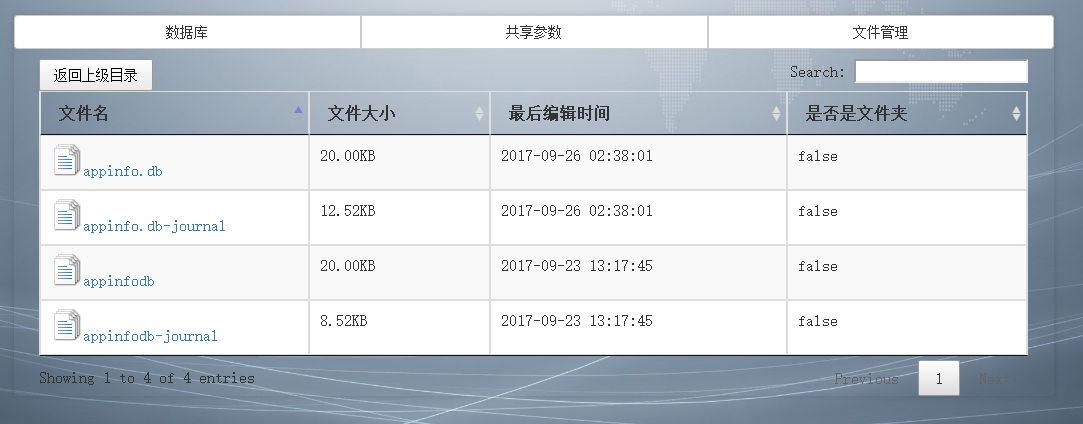 数据库 共享参数 文件管理
返回上级目录 Search:
文件名 文件大小 最后编辑时间 是否是文件夹
appinfo.db 20.00KB 2017-09-26 02:38:01 false
appinfo.db-journal 12.52KB 2017-09-26 02:38:01 false
appinfodb 20.00KB 2017-09-23 13:17:45 false
appinfodb-journal 8.52KB 2017-09-23 13:17:45 false
Showing 1 to 4 of 4 entries Previous 1 Next